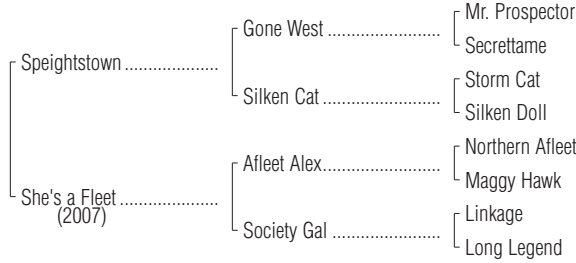 Mr. Prospector
Gone West ........................
Secrettame
Speightstown ....................
Storm Cat
Silken Cat .........................
Silken Doll
Northern Afleet
Afleet Alex.........................
Maggy Hawk
She's a Fleet .....................
(2007)
Linkage
Society Gal .......................
Long Legend